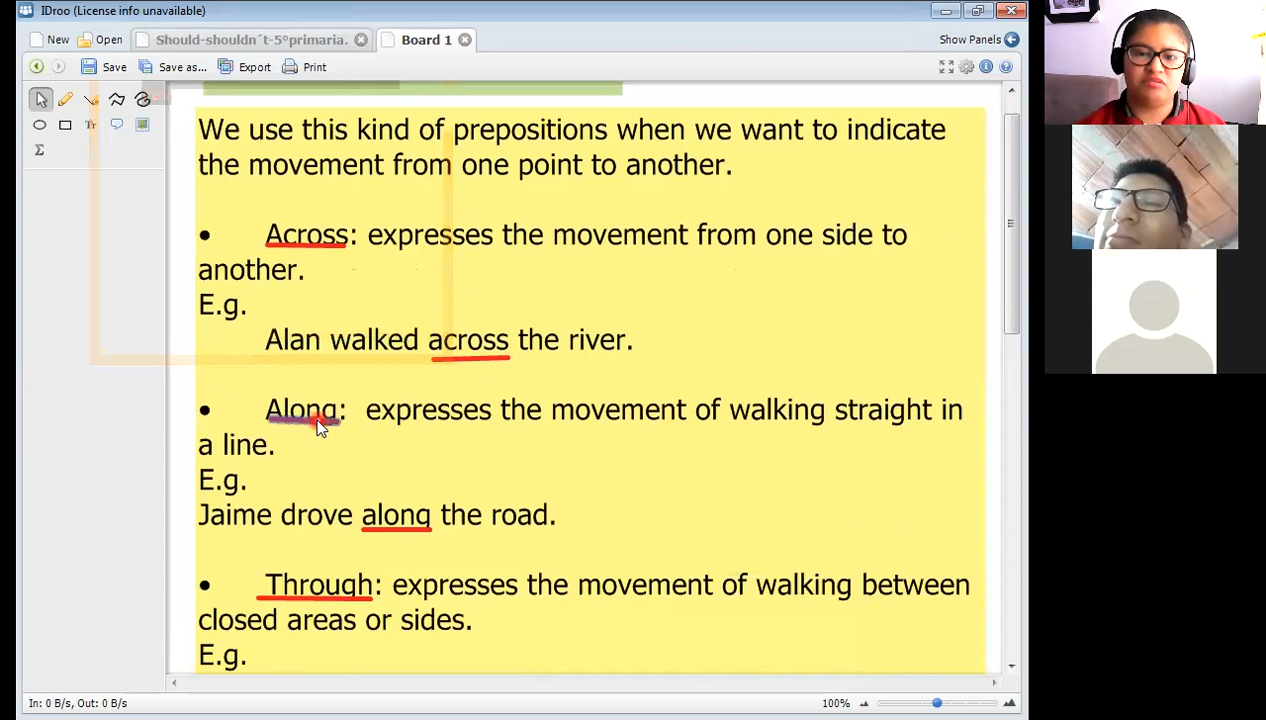 IDroo (License info unavailable)
New Open Should-shouldn´t-5°primaria. Board 1 Show Panels
Save Save as... Export Print
Tт
Σ
We use this kind of prepositions when we want to indicate
the movement from one point to another.
• Across: expresses the movement from one side to
another.
E.g.
Alan walked across the river.
• Along: expresses the movement of walking straight in
a line.
E.g.
Jaime drove along the road.
• Through: expresses the movement of walking between
closed areas or sides.
E.g.
In: 0 B/s, Out: 0 B/s 100%